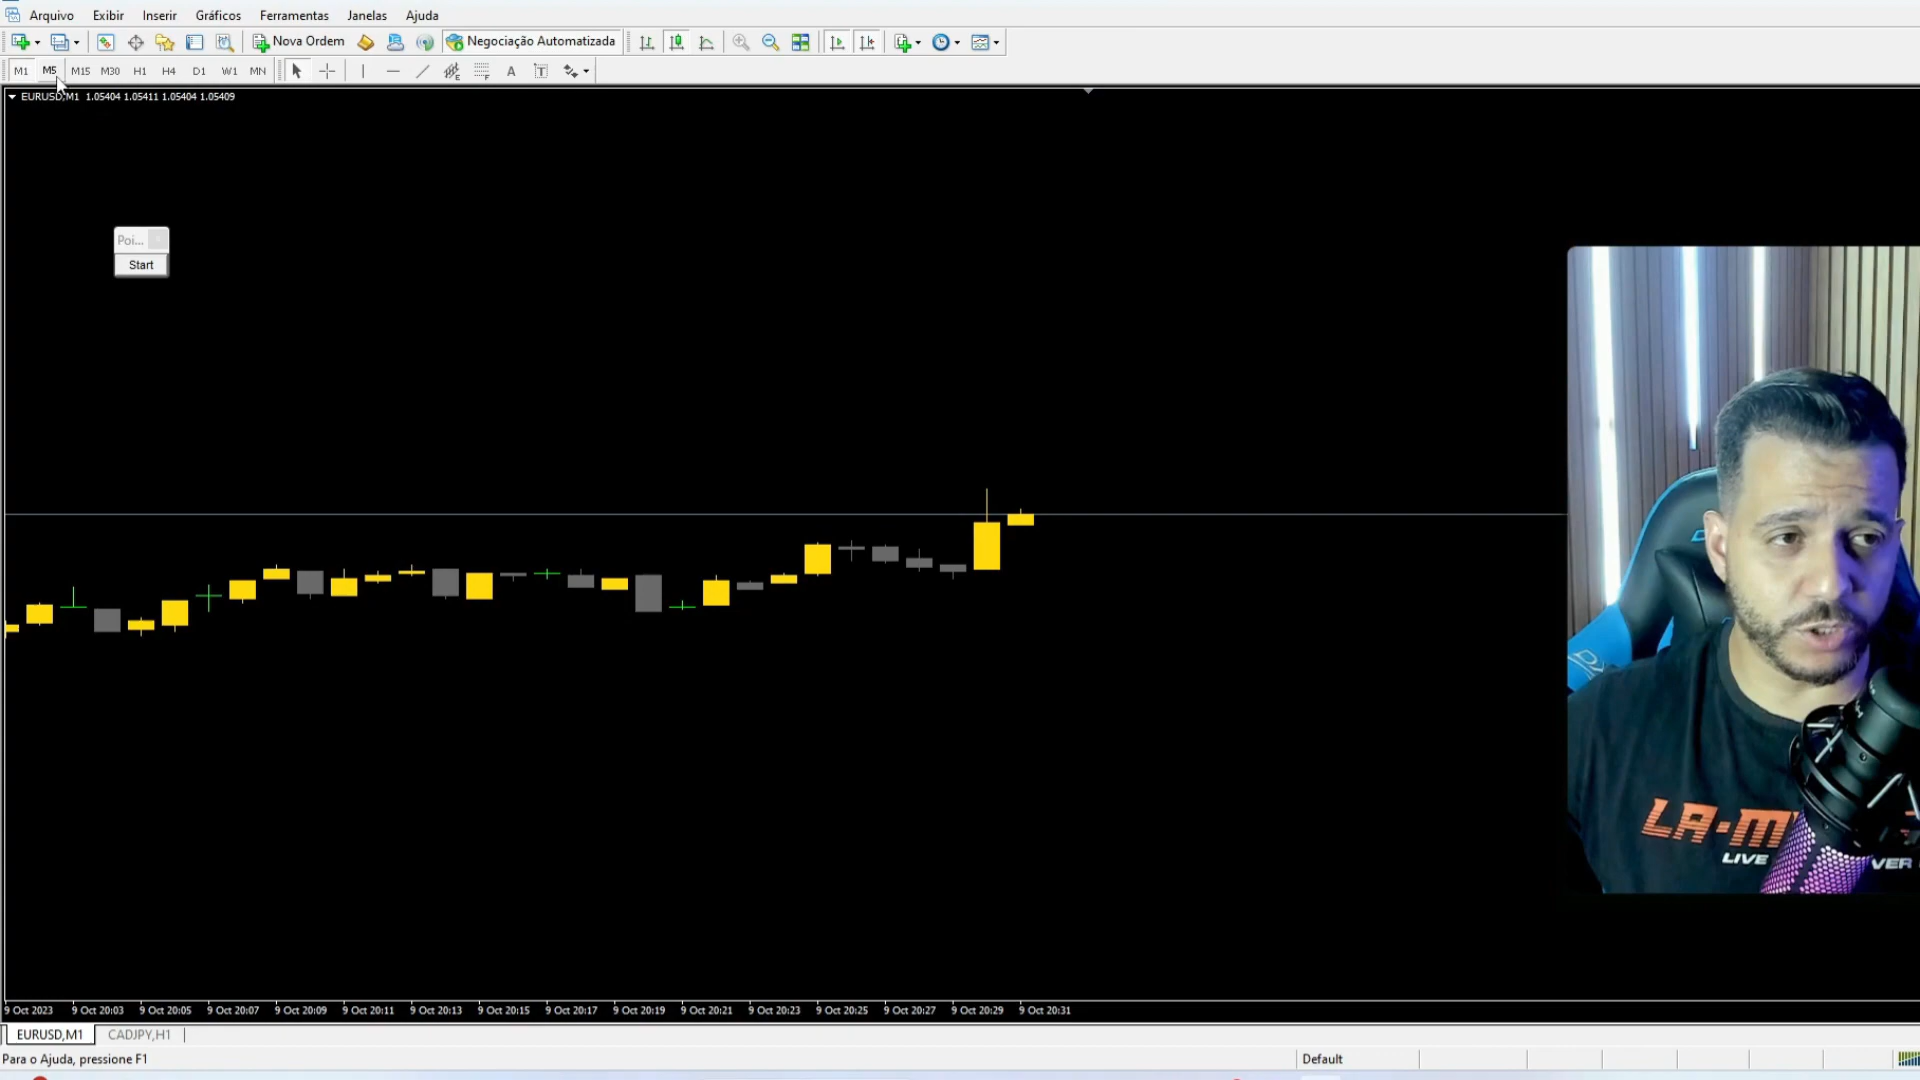 Arquivo Exibir Inserir Gráficos Ferramentas Janelas Ajuda
Nova Ordem Negociação Automatizada
M1 M5 M15 M30 H1 H4 D1 W1 MN A T
EURUSD,M1 1.05404 1.05411 1.05404 1.05409
Poi...
Start
LA-M
LIVE VER
9 Oct 2023 9 Oct 20:03 9 Oct 20:05 9 Oct 20:07 9 Oct 20:09 9 Oct 20:11 9 Oct 20:13 9 Oct 20:15 9 Oct 20:17 9 Oct 20:19 9 Oct 20:21 9 Oct 20:23 9 Oct 20:25 9 Oct 20:27 9 Oct 20:29 9 Oct 20:31
EURUSD,M1 CADJPY,H1
Para o Ajuda, pressione F1 Default